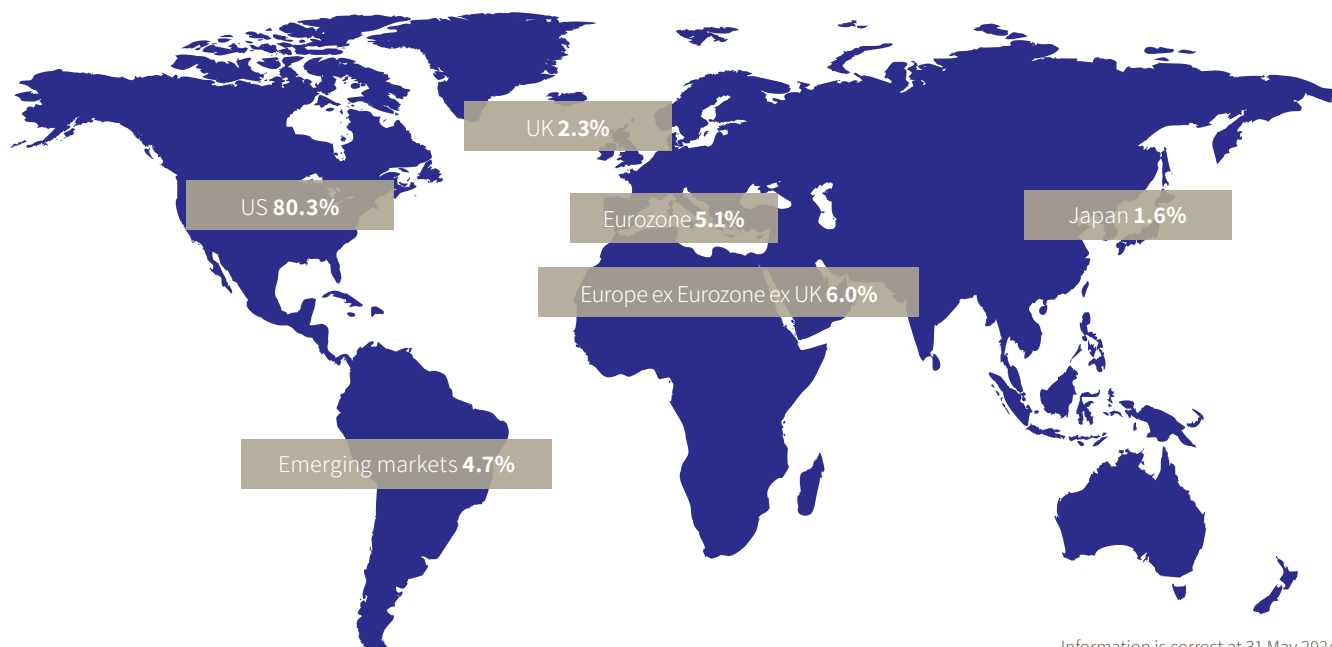 UK 2.3%
US 80.3%
Eurozone 5.1%
Japan 1.6%
Europe ex Eurozone ex UK 6.0%
Emerging markets 4.7%
Information is correct at 31 May 2024